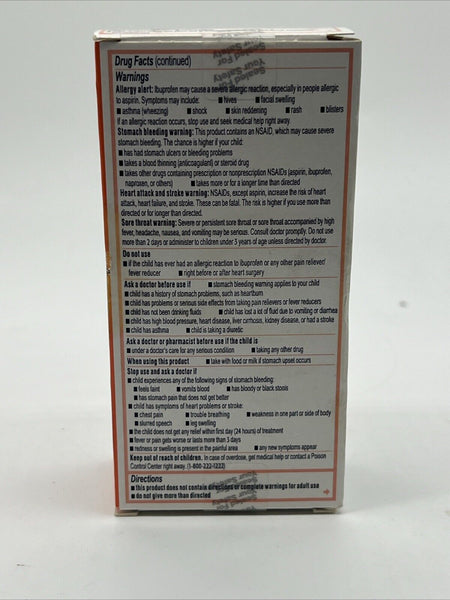 Sealed For
Your Safety
Drug Facts (continued)
Warnings
Allergy alert: Ibuprofen may cause a severe allergic reaction, especially in people allergic
to aspirin. Symptoms may include: ■ hives ■ facial swelling
■ asthma (wheezing) ■ shock ■ skin reddening ■ rash ■ blisters
If an allergic reaction occurs, stop use and seek medical help right away.
Stomach bleeding warning: This product contains an NSAID, which may cause severe
stomach bleeding. The chance is higher if your child:
■ has had stomach ulcers or bleeding problems
■ takes a blood thinning (anticoagulant) or steroid drug
■ takes other drugs containing prescription or nonprescription NSAIDs (aspirin, ibuprofen,
naproxen, or others) ■ takes more or for a longer time than directed
Heart attack and stroke warning: NSAIDs, except aspirin, increase the risk of heart
attack, heart failure, and stroke. These can be fatal. The risk is higher if you use more than
directed or for longer than directed.
Sore throat warning: Severe or persistent sore throat or sore throat accompanied by high
fever, headache, nausea, and vomiting may be serious. Consult doctor promptly. Do not use
more than 2 days or administer to children under 3 years of age unless directed by doctor.
Do not use
■ if the child has ever had an allergic reaction to ibuprofen or any other pain reliever/
fever reducer ■ right before or after heart surgery
Ask a doctor before use if ■ stomach bleeding warning applies to your child
■ child has a history of stomach problems, such as heartburn
■ child has problems or serious side effects from taking pain relievers or fever reducers
■ child has not been drinking fluids ■ child has lost a lot of fluid due to vomiting or diarrhea
■ child has high blood pressure, heart disease, liver cirrhosis, kidney disease, or had a stroke
■ child has asthma ■ child is taking a diuretic
Ask a doctor or pharmacist before use if the child is
■ under a doctor's care for any serious condition ■ taking any other drug
When using this product ■ take with food or milk if stomach upset occurs
Stop use and ask a doctor if
■ child experiences any of the following signs of stomach bleeding:
■ feels faint ■ vomits blood ■ has bloody or black stools
■ has stomach pain that does not get better
■ child has symptoms of heart problems or stroke:
■ chest pain ■ trouble breathing ■ weakness in one part or side of body
■ slurred speech ■ leg swelling
■ the child does not get any relief within first day (24 hours) of treatment
■ fever or pain gets worse or lasts more than 3 days
■ redness or swelling is present in the painful area ■ any new symptoms appear
Keep out of reach of children. In case of overdose, get medical help or contact a Poison
Control Center right away. (1-800-222-1222)
Directions
■ this product does not contain directions or complete warnings for adult use
■ do not give more than directed
Sealed For
Your Safety